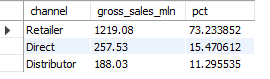 channel gross_sales_mln pct
Retailer 1219.08 73.233852
Direct 257.53 15.470612
Distributor 188.03 11.295535